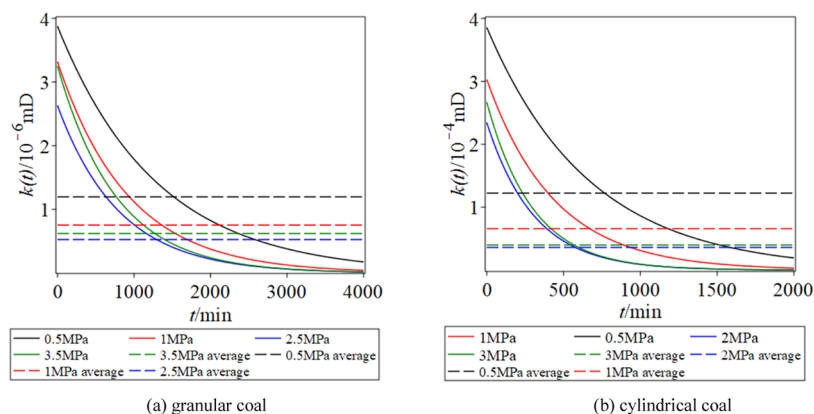 4
3
2
1
k(t)/10⁻⁶mD
0 1000 2000 3000 4000
t/min
0.5MPa 1MPa 2.5MPa
3.5MPa 3.5MPa average 0.5MPa average
1MPa average 2.5MPa average
(a) granular coal
4
3
2
1
k(t)/10⁻⁴mD
0 500 1000 1500 2000
t/min
1MPa 0.5MPa 2MPa
3MPa 3MPa average 2MPa average
0.5MPa average 1MPa average
(b) cylindrical coal